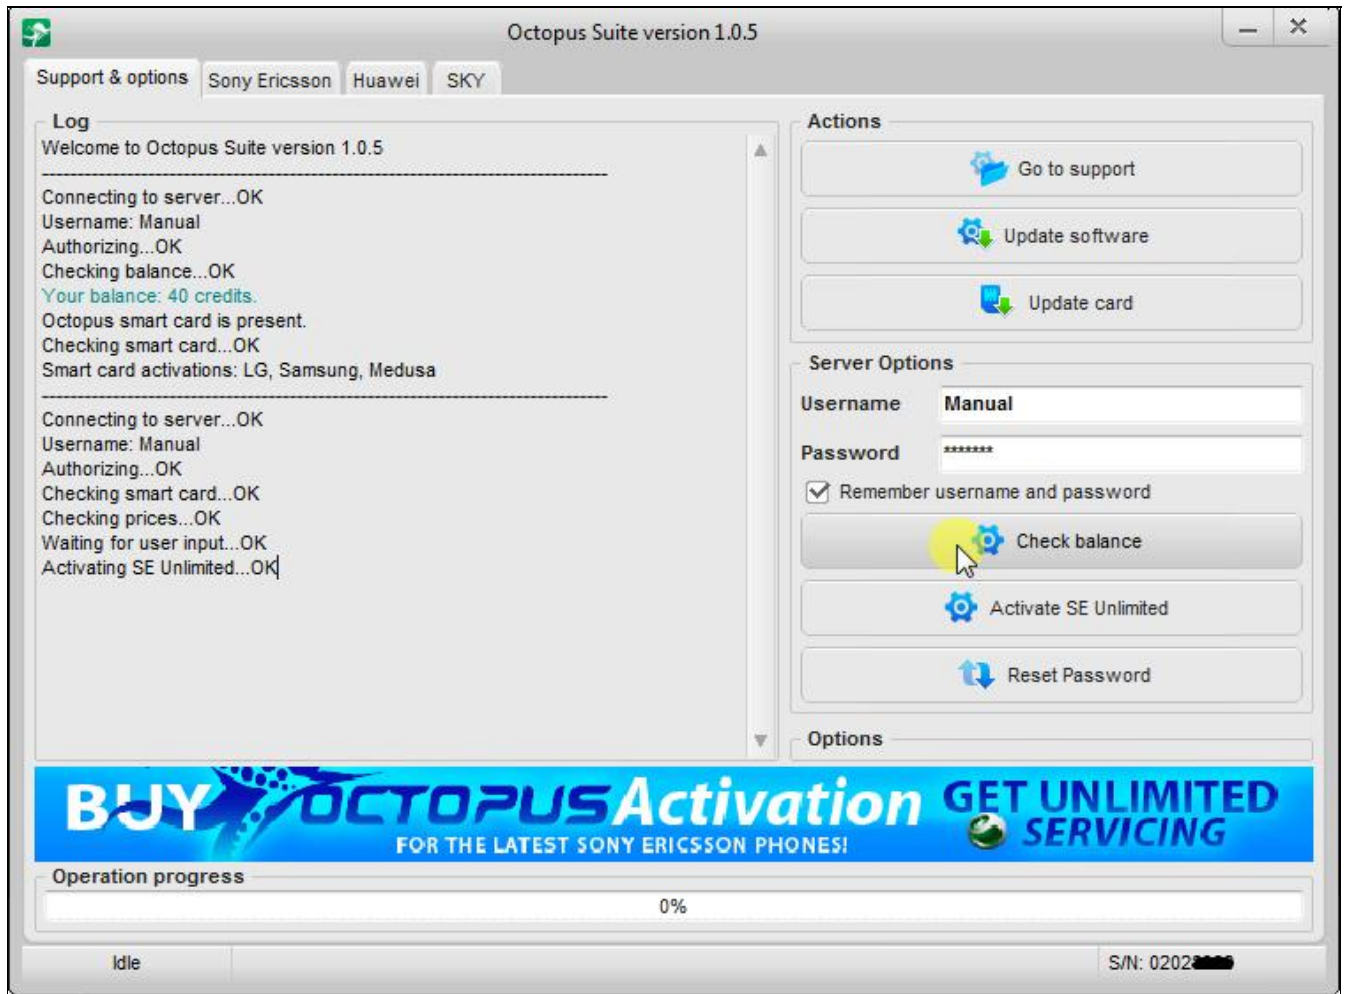 Octopus Suite version 1.0.5
Support & options
Sony Ericsson
Huawei
SKY
Log
Welcome to Octopus Suite version 1.0.5
Connecting to server...OK
Username: Manual
Authorizing...OK
Checking balance...OK
Your balance: 40 credits.
Octopus smart card is present.
Checking smart card...OK
Smart card activations: LG, Samsung, Medusa
Connecting to server...OK
Username: Manual
Authorizing...OK
Checking smart card...OK
Checking prices...OK
Waiting for user input...OK
Activating SE Unlimited...OK
Actions
Go to support
Update software
Update card
Server Options
Username Manual
Password *******
Remember username and password
Check balance
Activate SE Unlimited
Reset Password
Options
BUY OCTOPUS Activation
FOR THE LATEST SONY ERICSSON PHONES!
GET UNLIMITED
SERVICING
Operation progress
0%
Idle
S/N: 0202